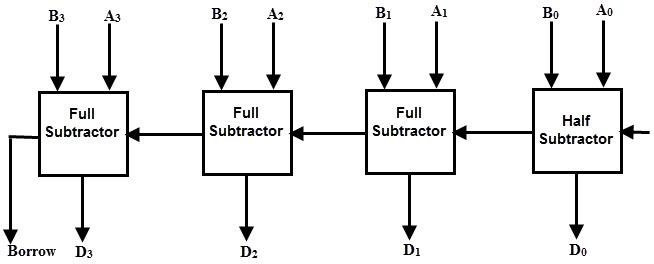 B3 A3 B2 A2 B1 A1 B0 A0
Full Subtractor
Full Subtractor
Full Subtractor
Half Subtractor
Borrow D3 D2 D1 D0